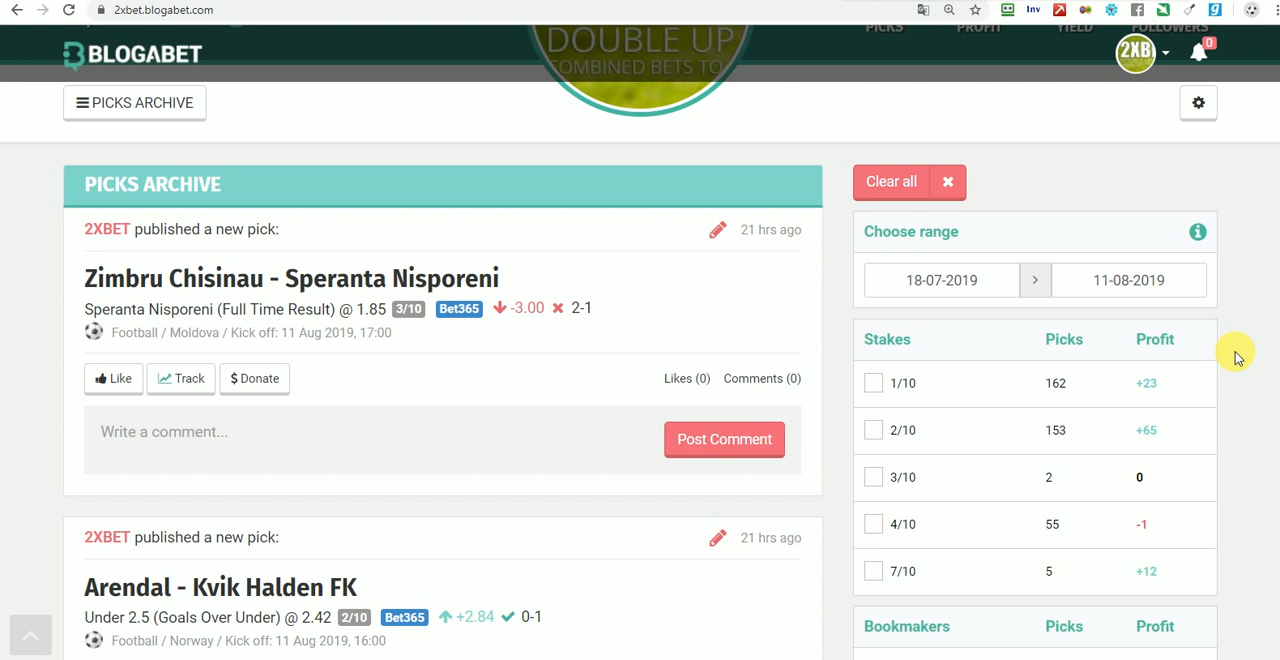 2xbet.blogabet.com
Inv
BLOGABET
DOUBLE UP
COMBINED BETS TO
PICKS PROFIT YIELD FOLLOWERS
2XB
0
PICKS ARCHIVE
PICKS ARCHIVE
2XBET published a new pick: 21 hrs ago
Zimbru Chisinau - Speranta Nisporeni
Speranta Nisporeni (Full Time Result) @ 1.85 3/10 Bet365 -3.00 2-1
Football / Moldova / Kick off: 11 Aug 2019, 17:00
Like Track $ Donate Likes (0) Comments (0)
Write a comment...
Post Comment
2XBET published a new pick: 21 hrs ago
Arendal - Kvik Halden FK
Under 2.5 (Goals Over Under) @ 2.42 2/10 Bet365 +2.84 0-1
Football / Norway / Kick off: 11 Aug 2019, 16:00
Clear all
Choose range
18-07-2019 > 11-08-2019
Stakes Picks Profit
1/10 162 +23
2/10 153 +65
3/10 2 0
4/10 55 -1
7/10 5 +12
Bookmakers Picks Profit